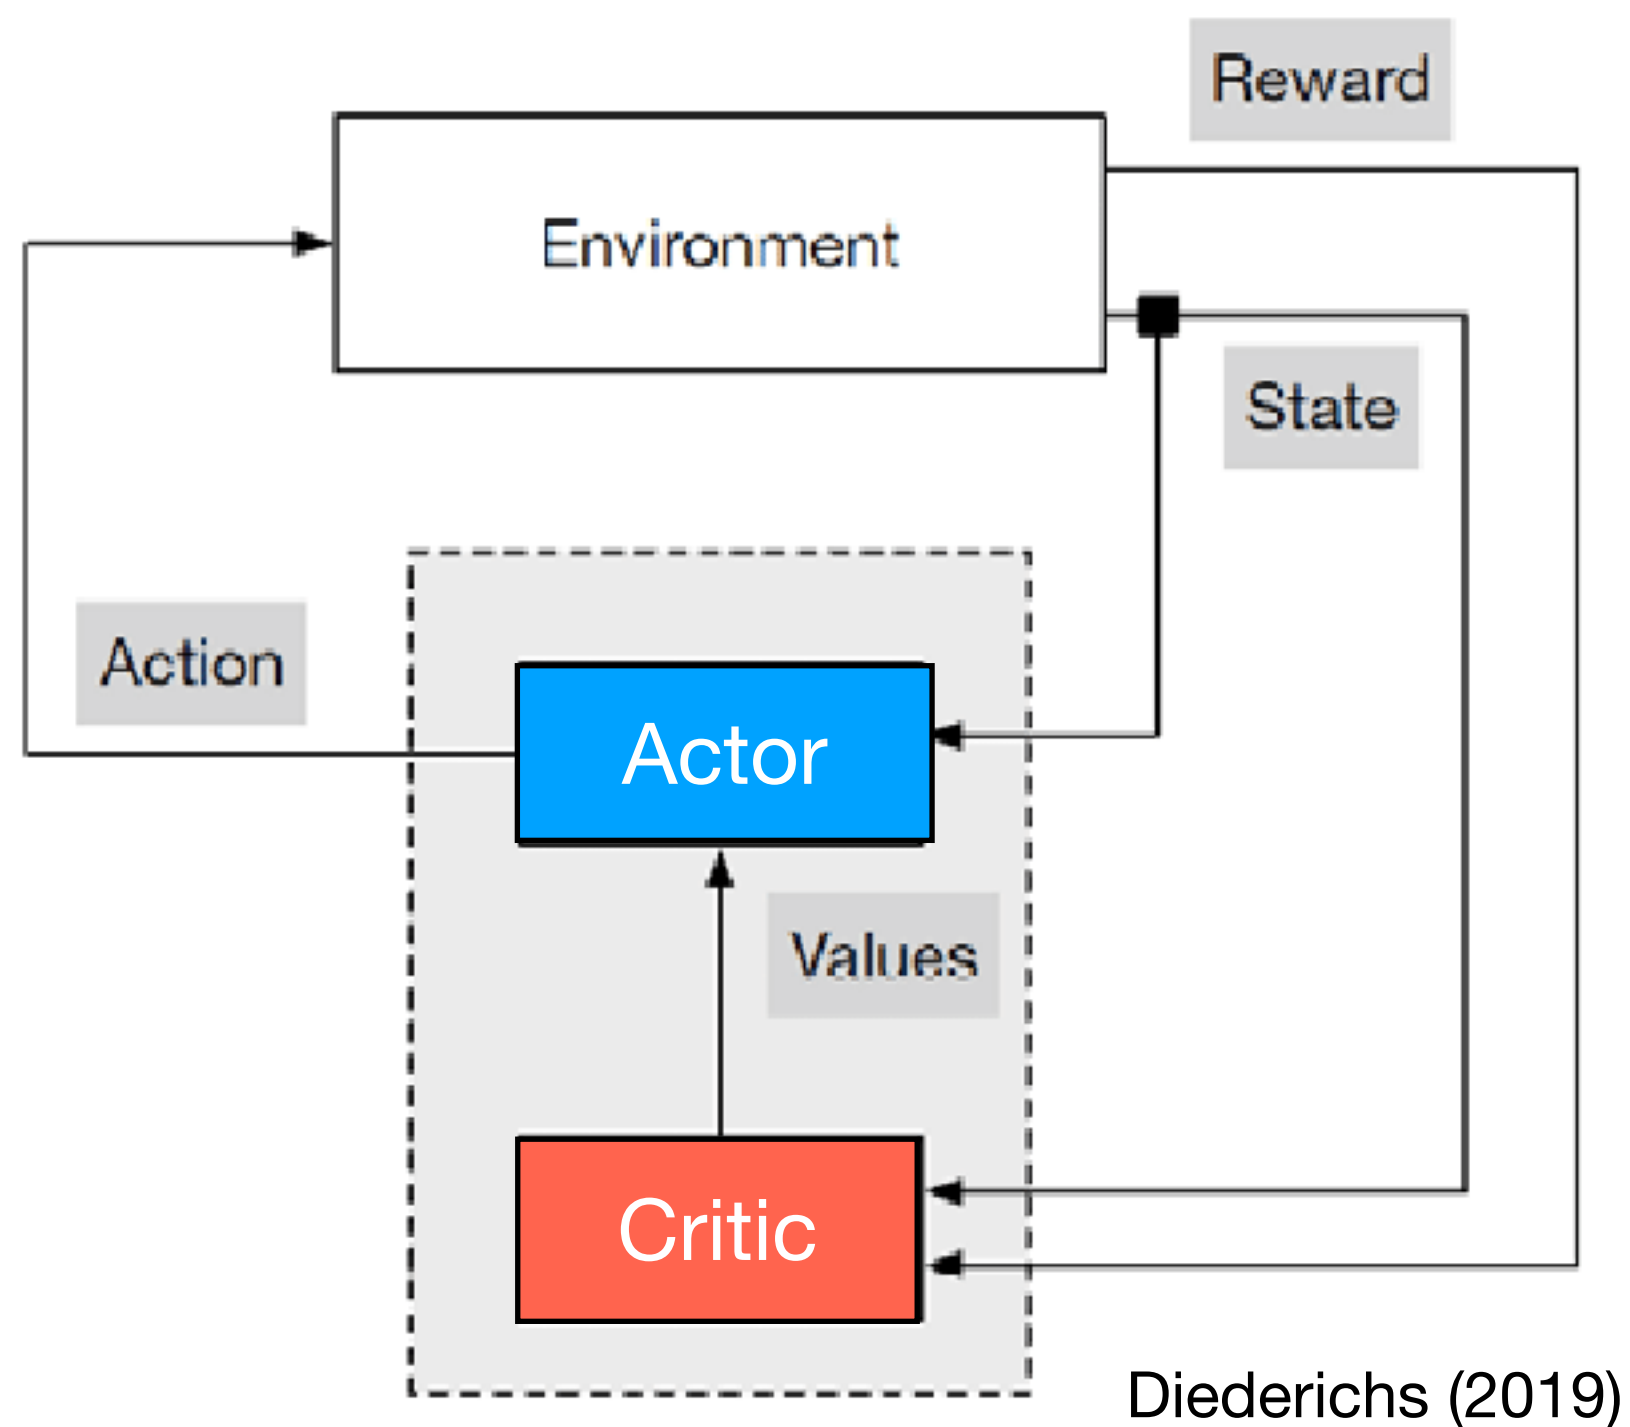 Reward
Environment
State
Action
Actor
Values
Critic
Diederichs (2019)